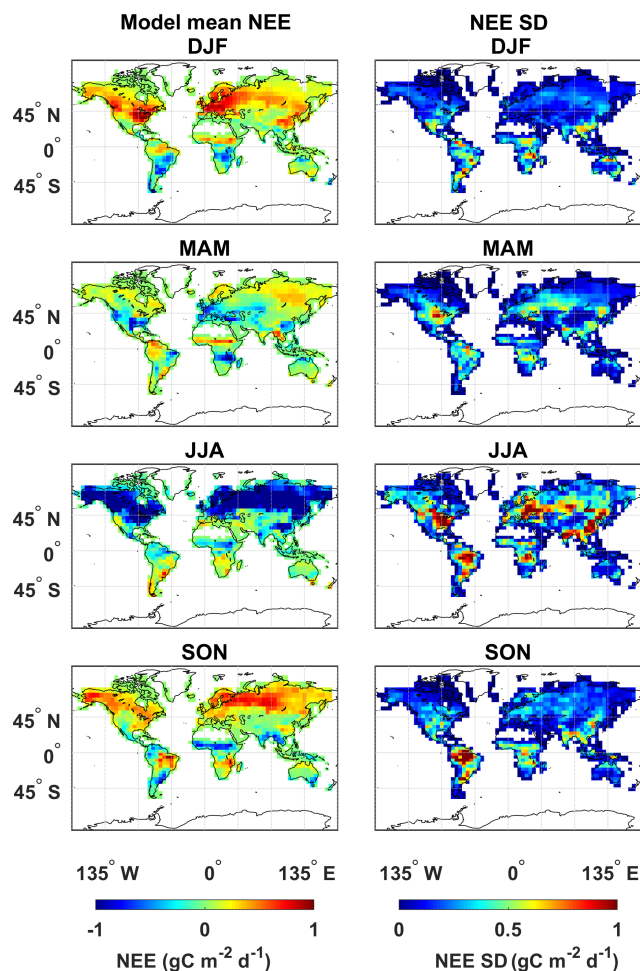 Model mean NEE
DJF
NEE SD
DJF
45° N
0°
45° S
MAM
MAM
45° N
0°
45° S
JJA
JJA
45° N
0°
45° S
SON
SON
45° N
0°
45° S
135° W 0° 135° E
135° W 0° 135° E
-1 0 1
NEE (gC m⁻² d⁻¹)
0 0.5 1
NEE SD (gC m⁻² d⁻¹)